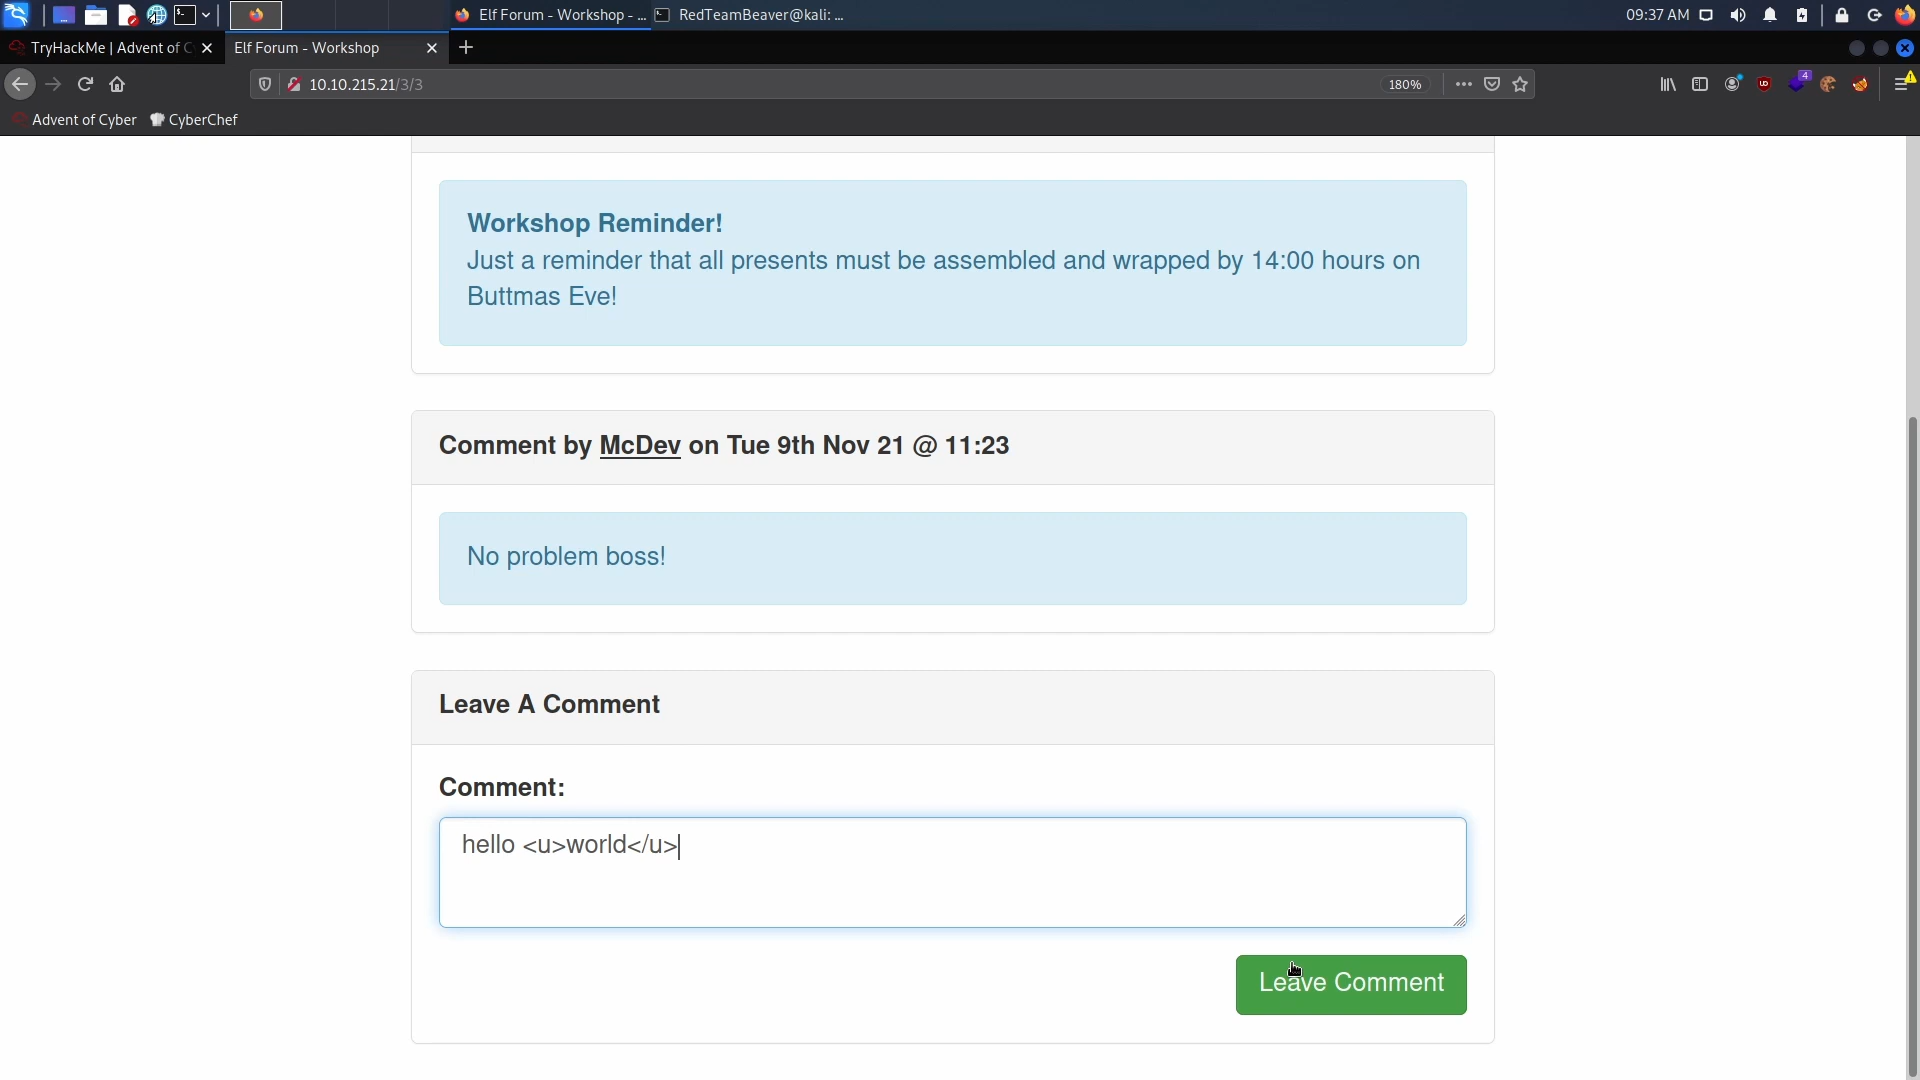 Elf Forum - Workshop - ...
RedTeamBeaver@kali: ...
09:37 AM
TryHackMe | Advent of C
Elf Forum - Workshop
10.10.215.21/3/3
180%
4
Advent of Cyber
CyberChef
Workshop Reminder!
Just a reminder that all presents must be assembled and wrapped by 14:00 hours on
Buttmas Eve!
Comment by McDev on Tue 9th Nov 21 @ 11:23
No problem boss!
Leave A Comment
Comment:
hello <u>world</u>
Leave Comment